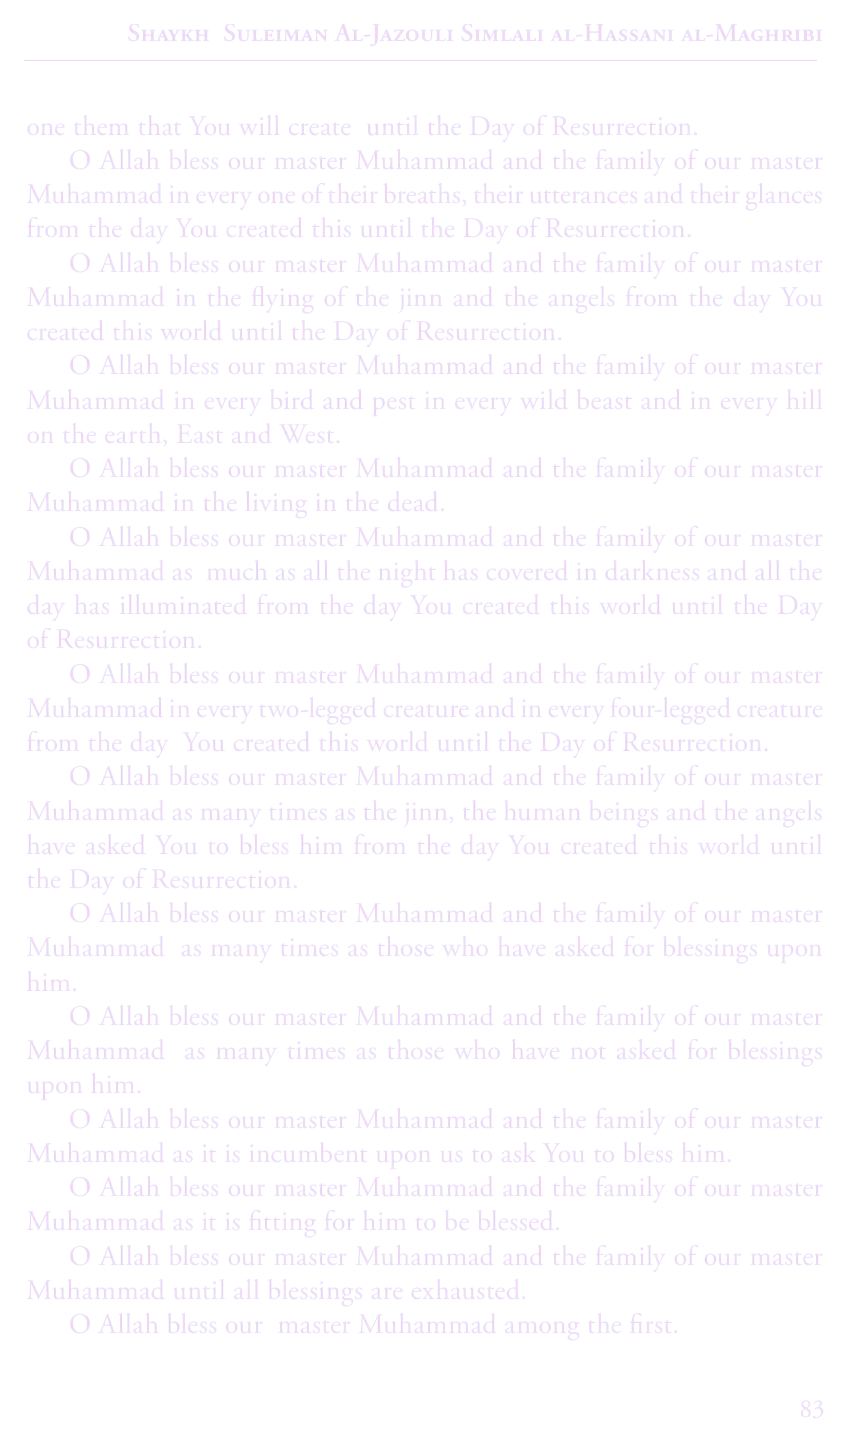 Shaykh Suleiman Al-Jazouli Simlali al-Hassani al-Maghribi
one them that You will create until the Day of Resurrection.
O Allah bless our master Muhammad and the family of our master
Muhammad in every one of their breaths, their utterances and their glances
from the day You created this until the Day of Resurrection.
O Allah bless our master Muhammad and the family of our master
Muhammad in the flying of the jinn and the angels from the day You
created this world until the Day of Resurrection.
O Allah bless our master Muhammad and the family of our master
Muhammad in every bird and pest in every wild beast and in every hill
on the earth, East and West.
O Allah bless our master Muhammad and the family of our master
Muhammad in the living in the dead.
O Allah bless our master Muhammad and the family of our master
Muhammad as much as all the night has covered in darkness and all the
day has illuminated from the day You created this world until the Day
of Resurrection.
O Allah bless our master Muhammad and the family of our master
Muhammad in every two-legged creature and in every four-legged creature
from the day You created this world until the Day of Resurrection.
O Allah bless our master Muhammad and the family of our master
Muhammad as many times as the jinn, the human beings and the angels
have asked You to bless him from the day You created this world until
the Day of Resurrection.
O Allah bless our master Muhammad and the family of our master
Muhammad as many times as those who have asked for blessings upon
him.
O Allah bless our master Muhammad and the family of our master
Muhammad as many times as those who have not asked for blessings
upon him.
O Allah bless our master Muhammad and the family of our master
Muhammad as it is incumbent upon us to ask You to bless him.
O Allah bless our master Muhammad and the family of our master
Muhammad as it is fitting for him to be blessed.
O Allah bless our master Muhammad and the family of our master
Muhammad until all blessings are exhausted.
O Allah bless our master Muhammad among the first.
83